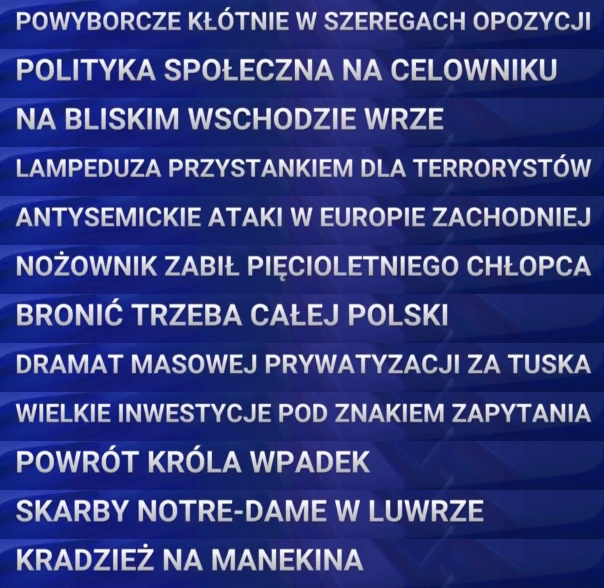 POWYBORCZE KŁÓTNIE W SZEREGACH OPOZYCJI
POLITYKA SPOŁECZNA NA CELOWNIKU
NA BLISKIM WSCHODZIE WRZE
LAMPEDUZA PRZYSTANKIEM DLA TERRORYSTÓW
ANTYSEMICKIE ATAKI W EUROPIE ZACHODNIEJ
NOŻOWNIK ZABIŁ PIĘCIOLETNIEGO CHŁOPCA
BRONIĆ TRZEBA CAŁEJ POLSKI
DRAMAT MASOWEJ PRYWATYZACJI ZA TUSKA
WIELKIE INWESTYCJE POD ZNAKIEM ZAPYTANIA
POWRÓT KRÓLA WPADEK
SKARBY NOTRE-DAME W LUWRZE
KRADZIEŻ NA MANEKINA